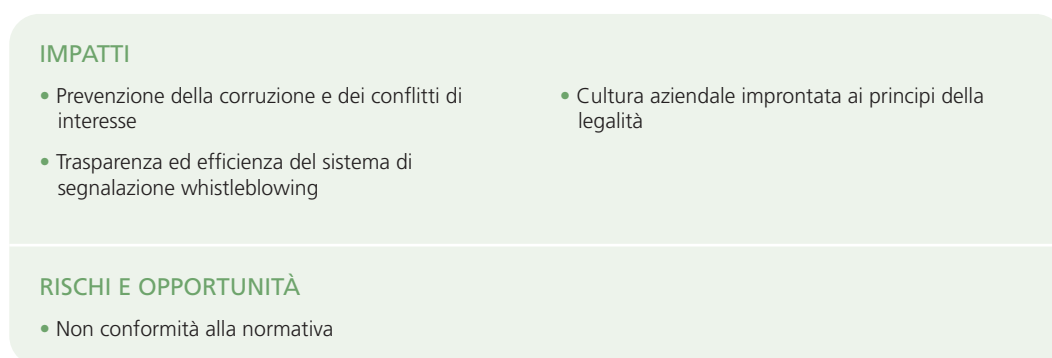 IMPATTI
• Prevenzione della corruzione e dei conflitti di
interesse
• Trasparenza ed efficienza del sistema di
segnalazione whistleblowing
• Cultura aziendale improntata ai principi della
legalità
RISCHI E OPPORTUNITÀ
• Non conformità alla normativa